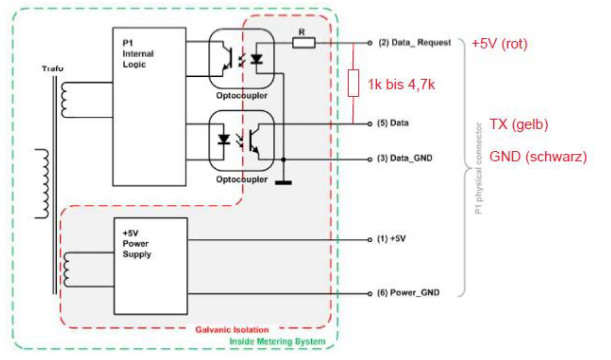 P1
Internal
Logic
Trafo
R
(2) Data_ Request
+5V (rot)
Optocoupler
1k bis 4,7k
(5) Data
TX (gelb)
(3) Data_GND
GND (schwarz)
Optocoupler
P1 physical connector
+5V
Power
Supply
(1) +5V
(6) Power_GND
Galvanic Isolation
Inside Metering System